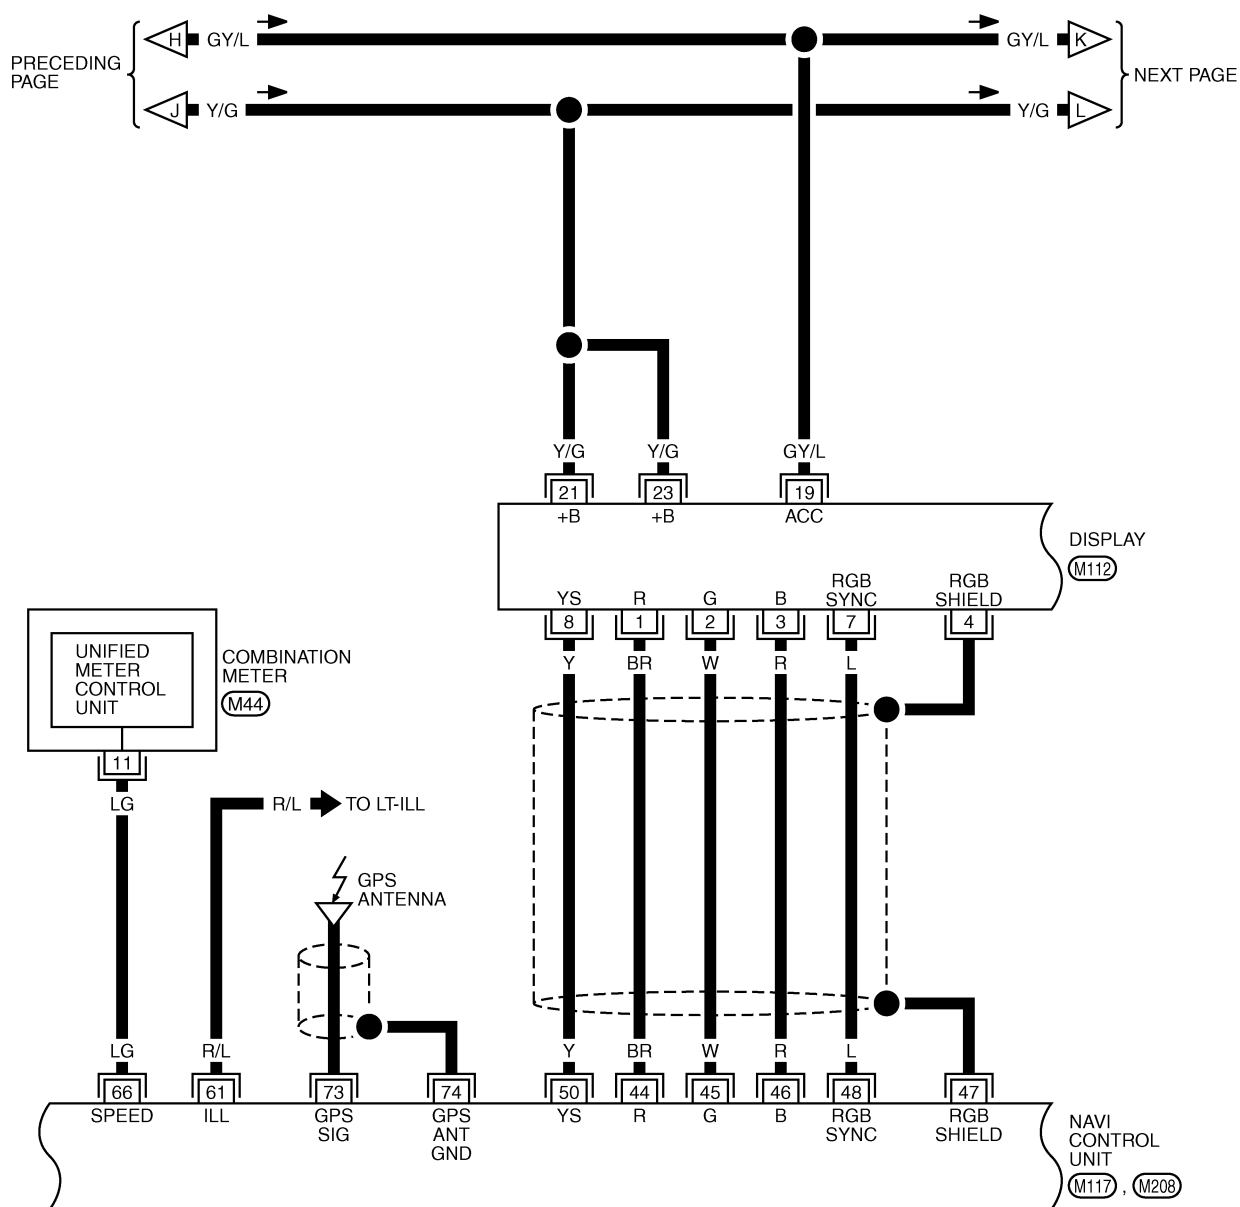 H GY/L GY/L K
PRECEDING
PAGE
NEXT PAGE
J Y/G Y/G L
Y/G Y/G GY/L
21 23 19
+B +B ACC
DISPLAY
M112
YS R G B RGB
SYNC RGB
SHIELD
8 1 2 3 7 4
Y BR W R L
UNIFIED
METER
CONTROL
UNIT
COMBINATION
METER
M44
11
LG
R/L TO LT-ILL
GPS
ANTENNA
LG R/L Y BR W R L
66 61 73 74 50 44 45 46 48 47
SPEED ILL GPS
SIG GPS
ANT
GND YS R G B RGB
SYNC RGB
SHIELD
NAVI
CONTROL
UNIT
M117 , M208